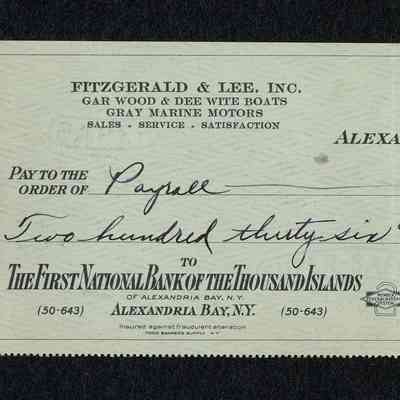 FITZGERALD & LEE, INC.
GAR WOOD & DEE WITE BOATS
GRAY MARINE MOTORS
SALES - SERVICE - SATISFACTION
ALEXA
PAY TO THE
ORDER OF Payroll
Two hundred thirty-six
TO
THE FIRST NATIONAL BANK OF THE THOUSAND ISLANDS
OF ALEXANDRIA BAY, N.Y.
(50-643) ALEXANDRIA BAY, N.Y. (50-643)
Insured against fraudulent alteration